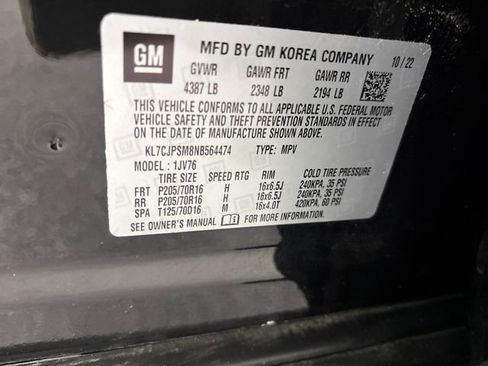 GM
MFD BY GM KOREA COMPANY 10/22
GVWR GAWR FRT GAWR RR
4387 LB 2348 LB 2194 LB
THIS VEHICLE CONFORMS TO ALL APPLICABLE U.S. FEDERAL MOTOR
VEHICLE SAFETY AND THEFT PREVENTION STANDARDS IN EFFECT
ON THE DATE OF MANUFACTURE SHOWN ABOVE.
KL7CJPSM8NB564474 TYPE: MPV
MODEL : 1JV76
TIRE SIZE SPEED RTG RIM COLD TIRE PRESSURE
FRT P205/70R16 H 16x6.5J 240KPA, 35 PSI
RR P205/70R16 H 16x6.5J 240KPA, 35 PSI
SPA T125/70D16 M 16x4.0T 420KPA, 60 PSI
SEE OWNER'S MANUAL FOR MORE INFORMATION.